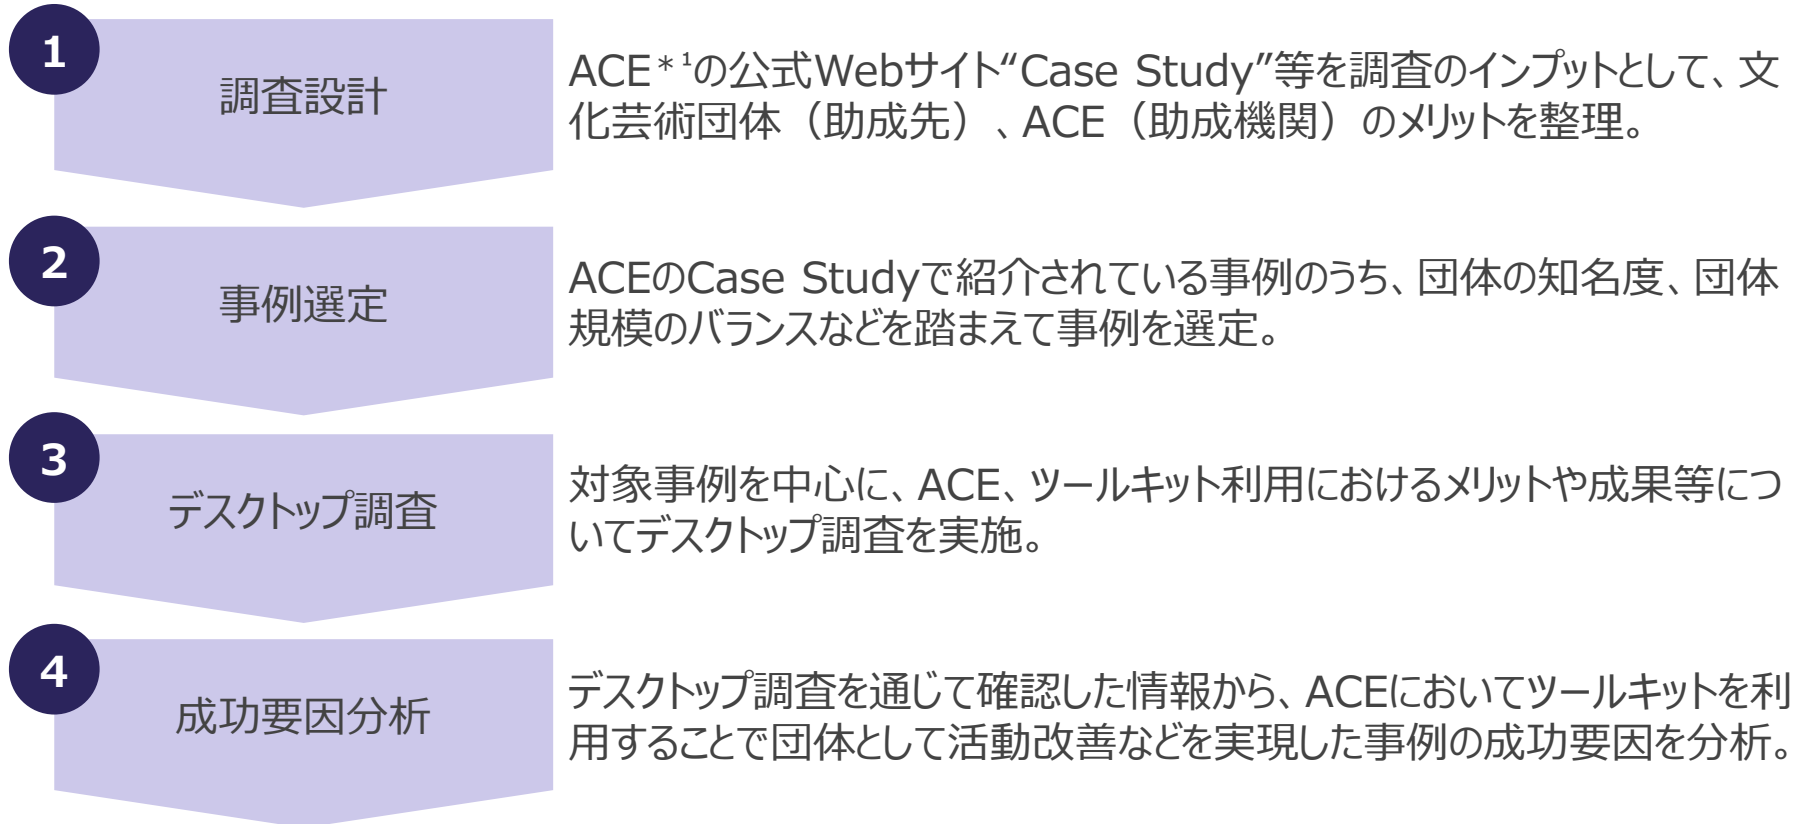 1
調査設計
ACE*¹の公式Webサイト“Case Study”等を調査のインプットとして、文
化芸術団体（助成先）、ACE（助成機関）のメリットを整理。
2
事例選定
ACEのCase Studyで紹介されている事例のうち、団体の知名度、団体
規模のバランスなどを踏まえて事例を選定。
3
デスクトップ調査
対象事例を中心に、ACE、ツールキット利用におけるメリットや成果等につ
いてデスクトップ調査を実施。
4
成功要因分析
デスクトップ調査を通じて確認した情報から、ACEにおいてツールキットを利
用することで団体として活動改善などを実現した事例の成功要因を分析。